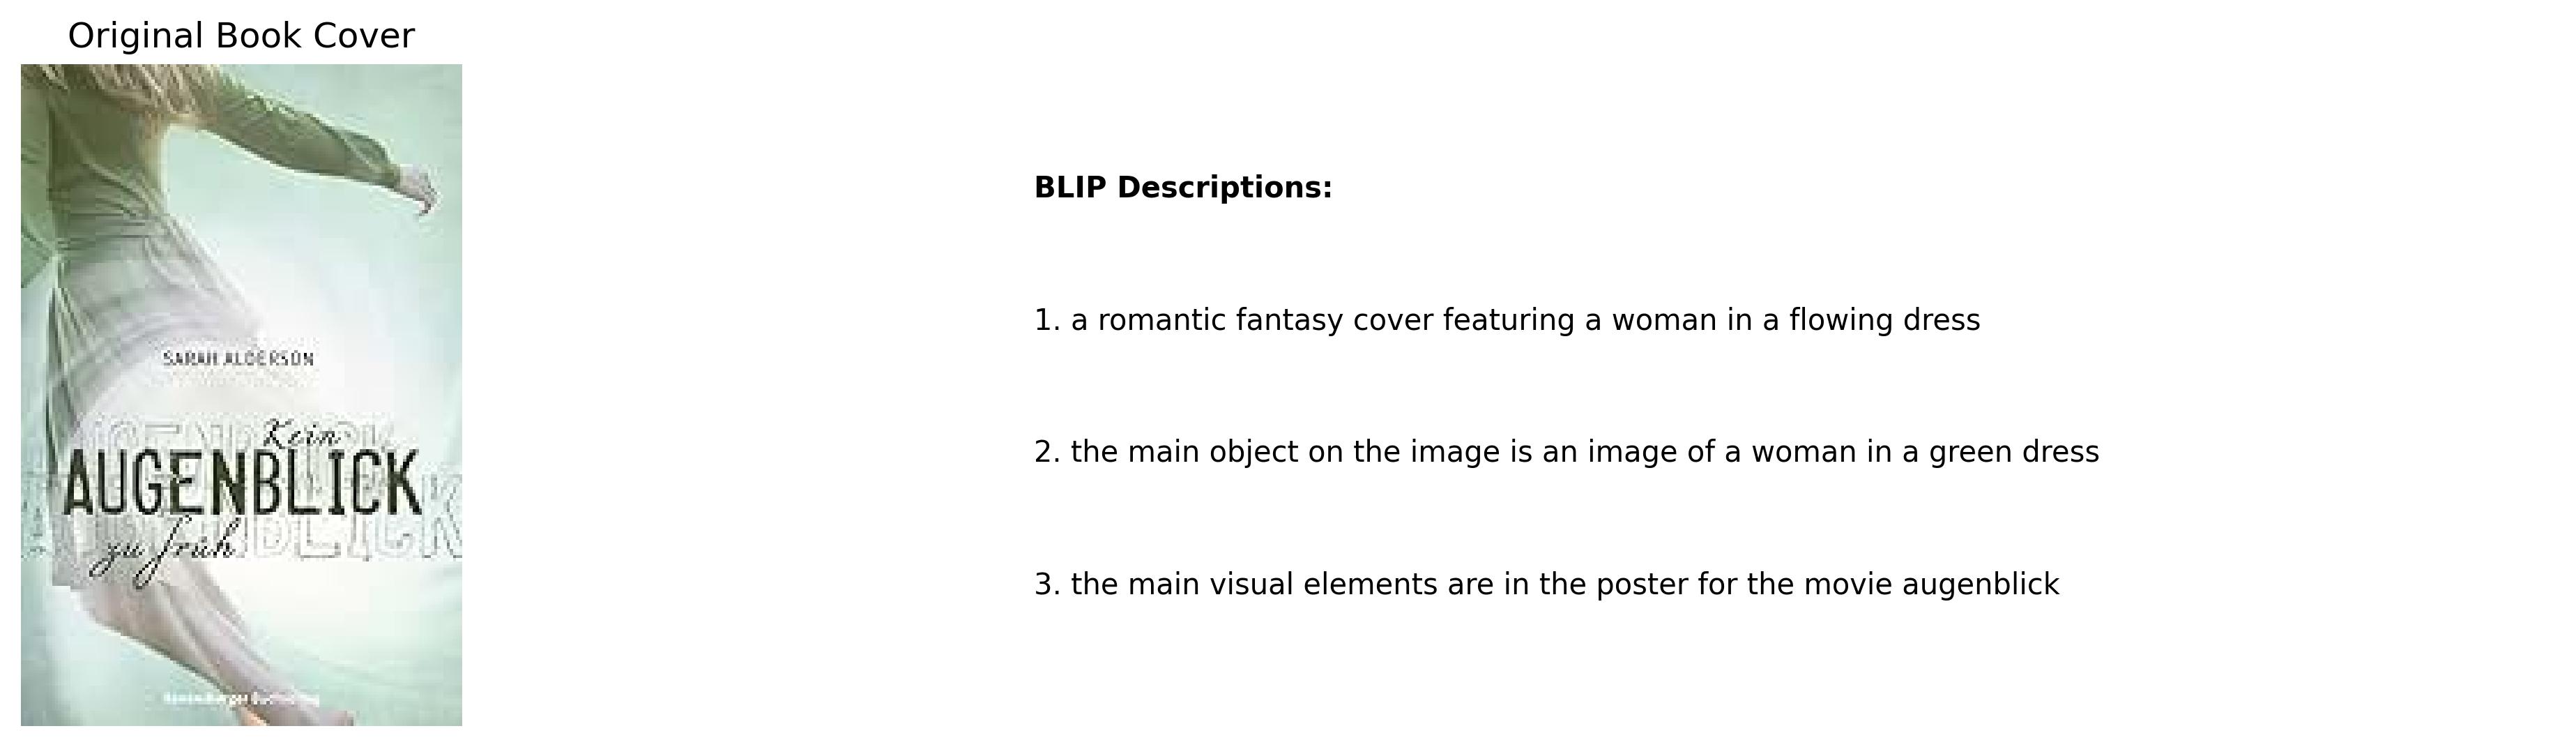 Original Book Cover
SARAH ALDERSON
Kein
AUGENBLICK
zu früh
BLIP Descriptions:
1. a romantic fantasy cover featuring a woman in a flowing dress
2. the main object on the image is an image of a woman in a green dress
3. the main visual elements are in the poster for the movie augenblick